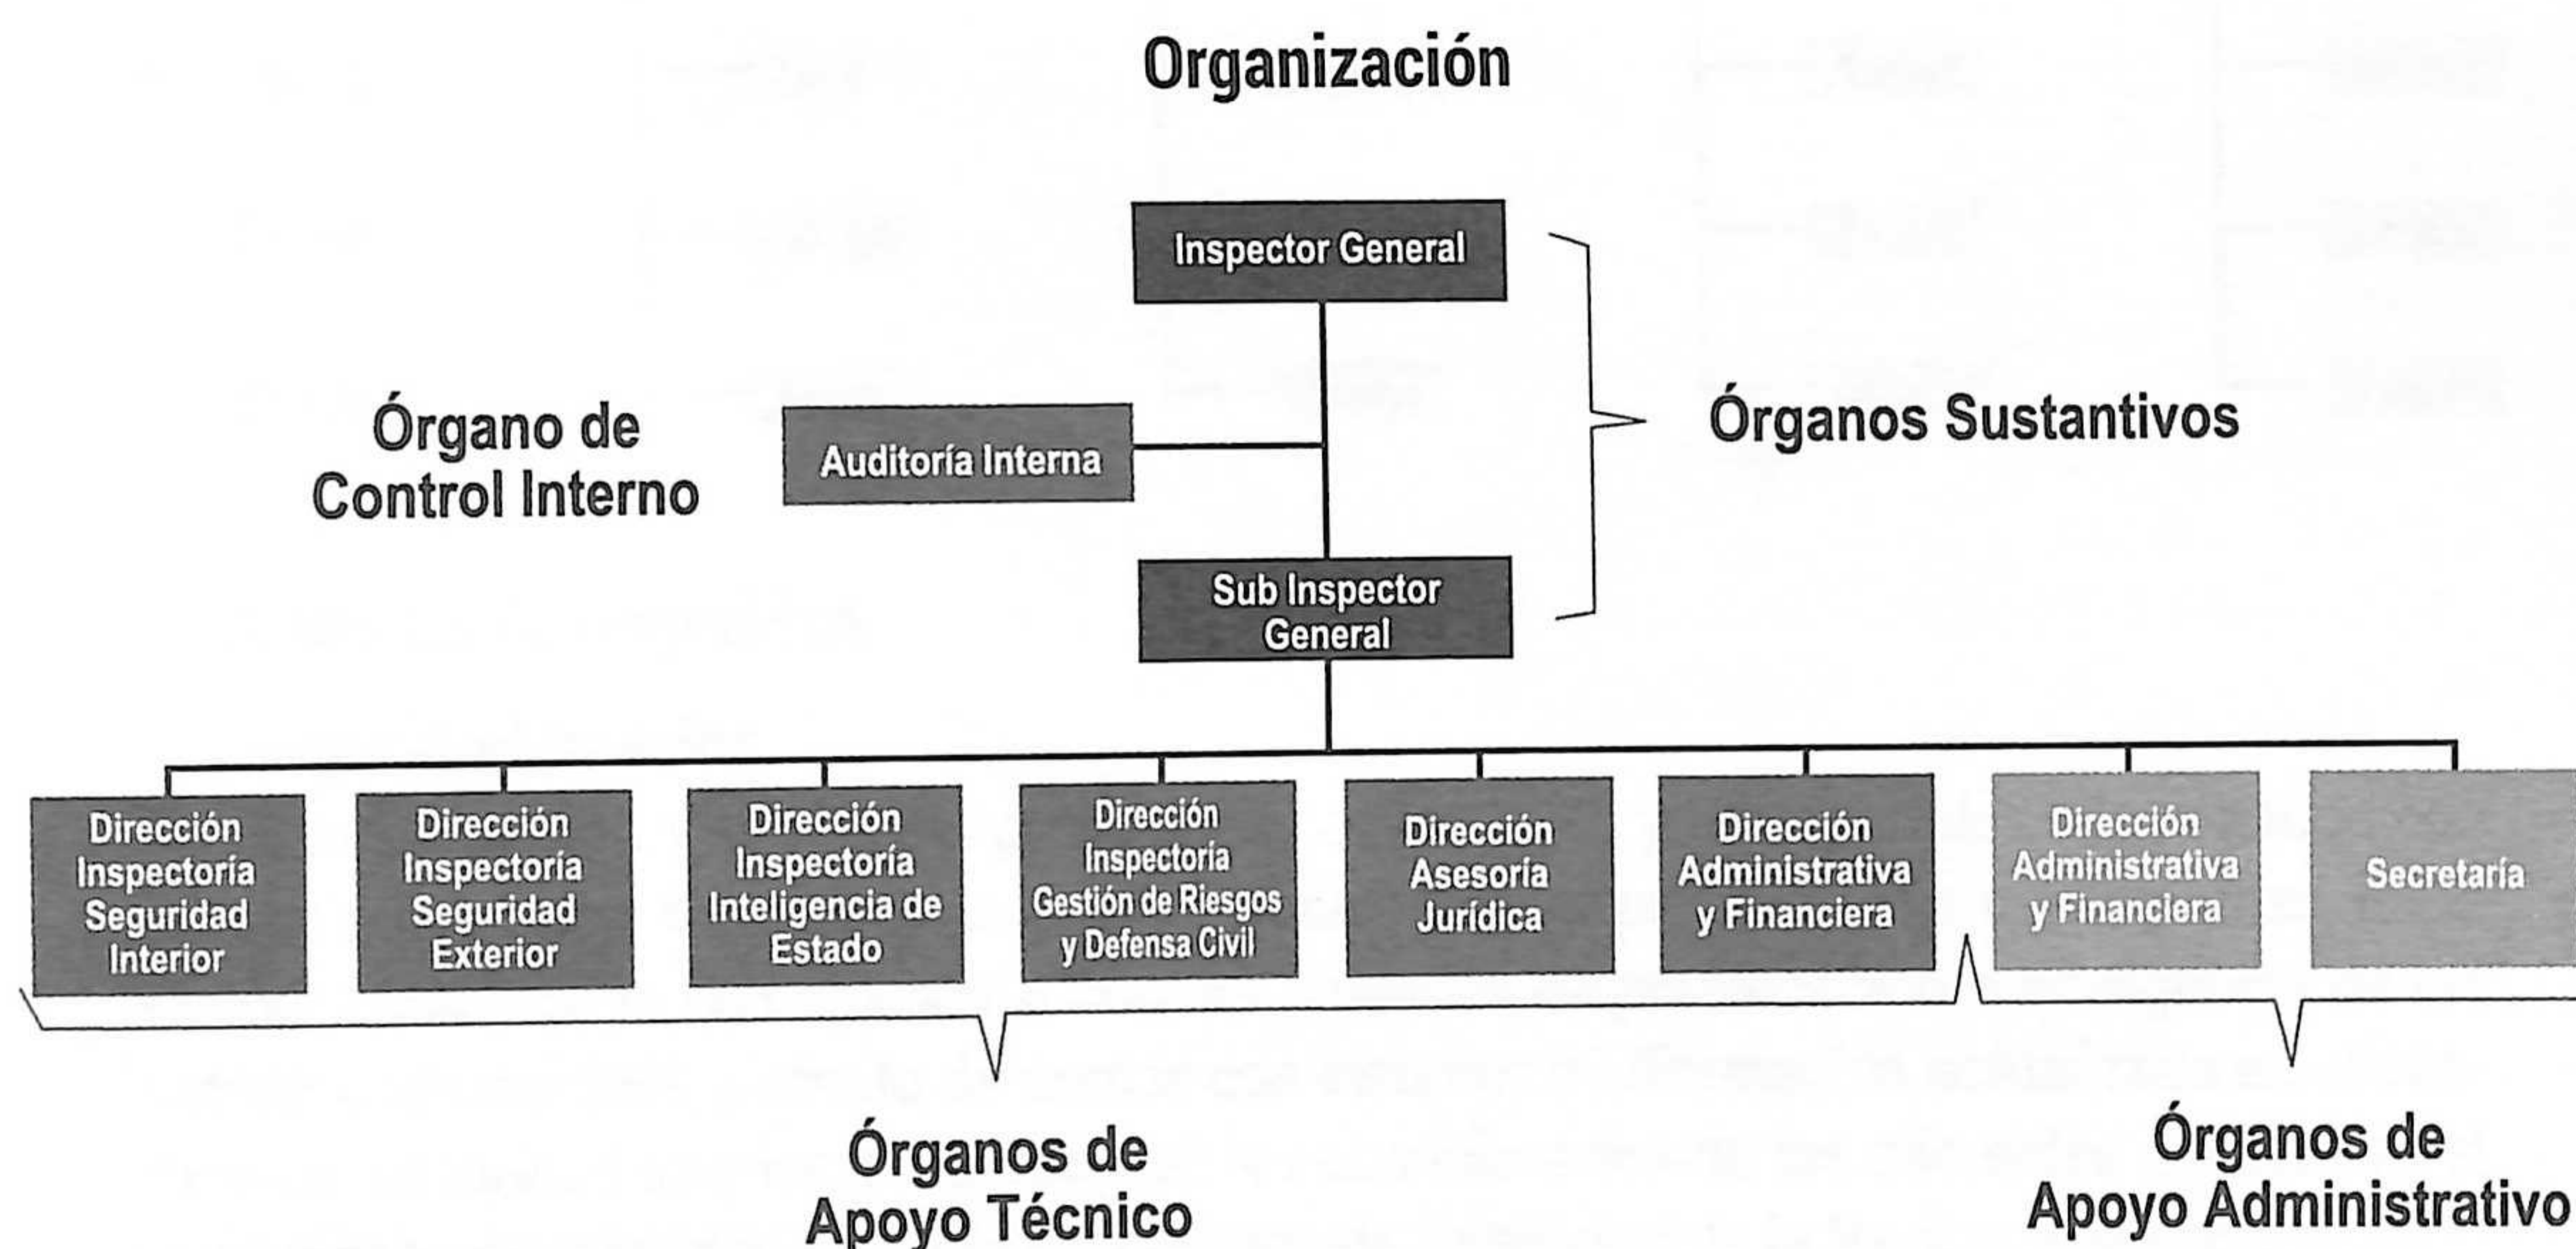 Organización
Inspector General
Órgano de
Control Interno
Auditoría Interna
Órganos Sustantivos
Sub Inspector
General
Dirección
Inspectoría
Seguridad
Interior
Dirección
Inspectoría
Seguridad
Exterior
Dirección
Inspectoría
Inteligencia de
Estado
Dirección
Inspectoría
Gestión de Riesgos
y Defensa Civil
Dirección
Asesoría
Jurídica
Dirección
Administrativa
y Financiera
Dirección
Administrativa
y Financiera
Secretaría
Órganos de
Apoyo Técnico
Órganos de
Apoyo Administrativo